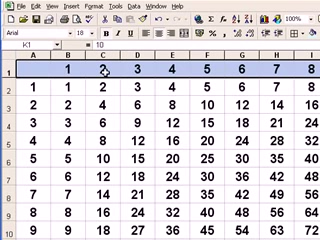 File Edit View Insert Format Tools Data Window Help
100%
Arial 18 B I U
K1 fx 10
A B C D E F G H I
1 1 3 4 5 6 7 8
2 1 1 2 3 4 5 6 7 8
3 2 2 4 6 8 10 12 14 16
4 3 3 6 9 12 15 18 21 24
5 4 4 8 12 16 20 24 28 32
6 5 5 10 15 20 25 30 35 40
7 6 6 12 18 24 30 36 42 48
8 7 7 14 21 28 35 42 49 56
9 8 8 16 24 32 40 48 56 64
10 9 9 18 27 36 45 54 63 72